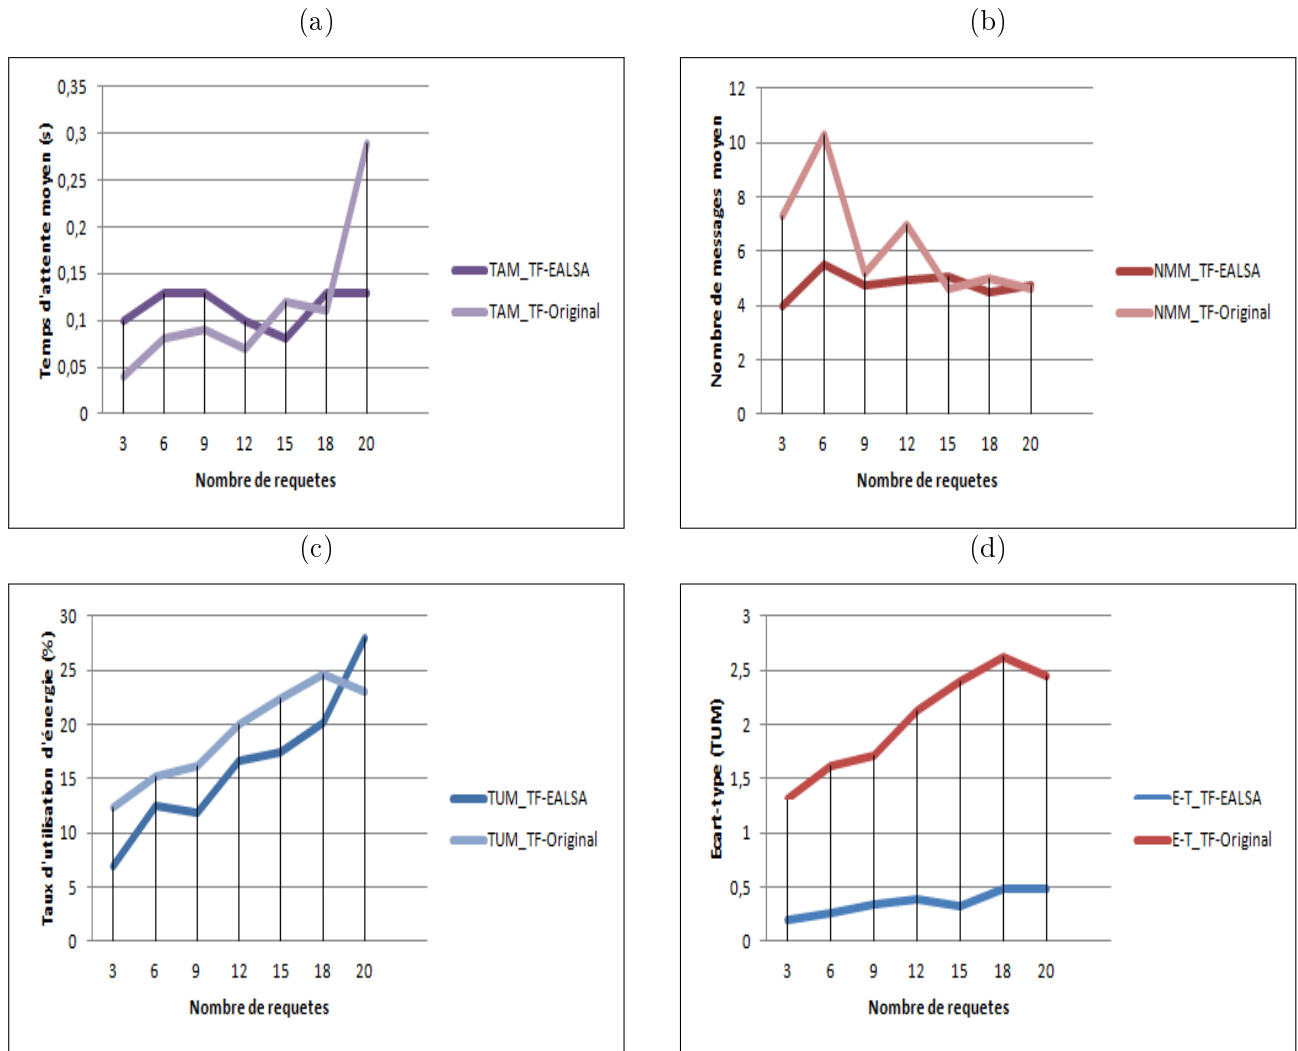 (a)
0,35
0,3
0,25
0,2
0,15
0,1
0,05
0
Temps d'attente moyen (s)
3 6 9 12 15 18 20
Nombre de requetes
TAM_TF-EALSA
TAM_TF-Original
(b)
12
10
8
6
4
2
0
Nombre de messages moyen
3 6 9 12 15 18 20
Nombre de requetes
NMM_TF-EALSA
NMM_TF-Original
(c)
30
25
20
15
10
5
0
Taux d'utilisation d'énergie (%)
3 6 9 12 15 18 20
Nombre de requetes
TUM_TF-EALSA
TUM_TF-Original
(d)
3
2,5
2
1,5
1
0,5
0
Ecart-type (TUM)
3 6 9 12 15 18 20
Nombre de requetes
E-T_TF-EALSA
E-T_TF-Original